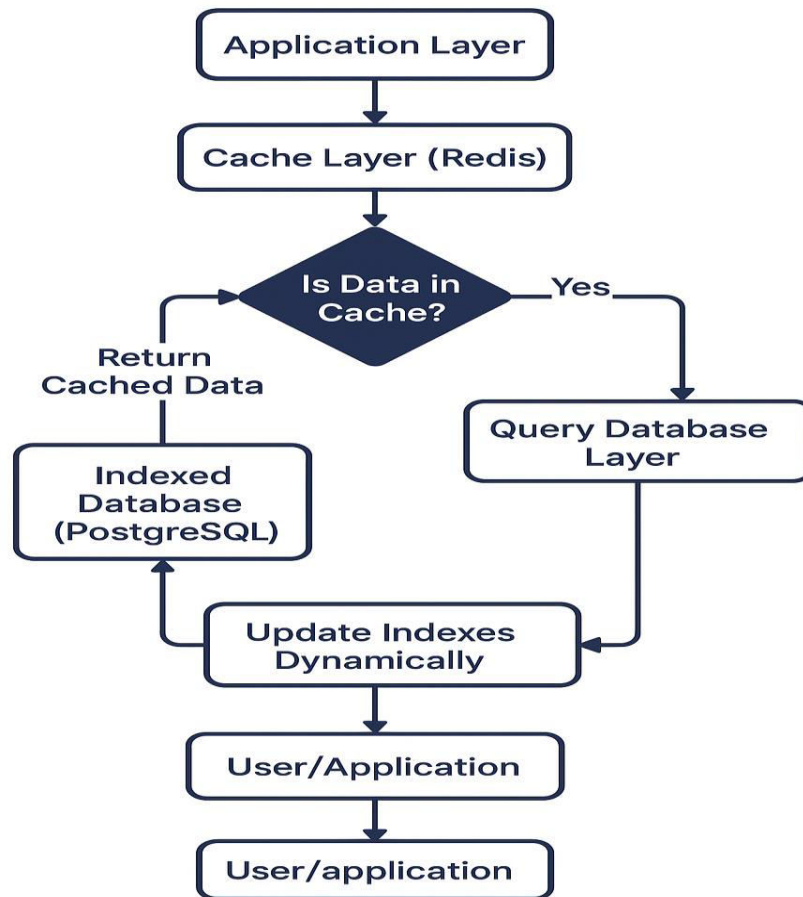 Application Layer
Cache Layer (Redis)
Is Data in
Cache?
Yes
Return
Cached Data
Query Database
Layer
Indexed
Database
(PostgreSQL)
Update Indexes
Dynamically
User/Application
User/application